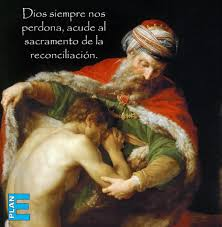 Dios siempre nos
perdona, acude al
sacramento de la
reconciliación.
PLAN
E